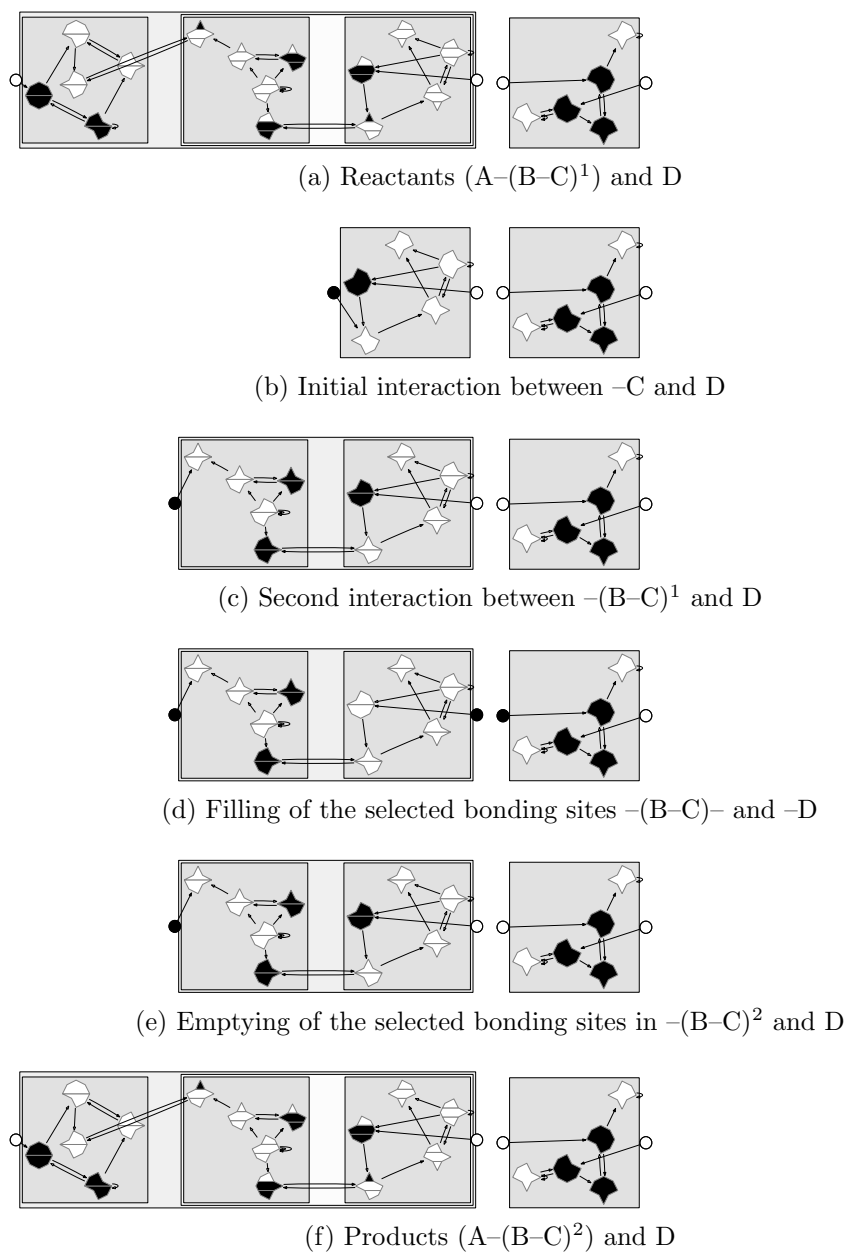 (a) Reactants (A–(B–C)¹) and D
(b) Initial interaction between –C and D
(c) Second interaction between –(B–C)¹ and D
(d) Filling of the selected bonding sites –(B–C)– and –D
(e) Emptying of the selected bonding sites in –(B–C)² and D
(f) Products (A–(B–C)²) and D